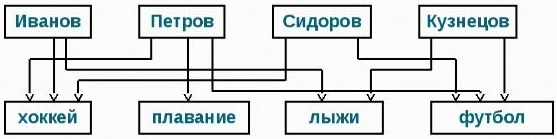 Иванов Петров Сидоров Кузнецов
хоккей плавание лыжи футбол